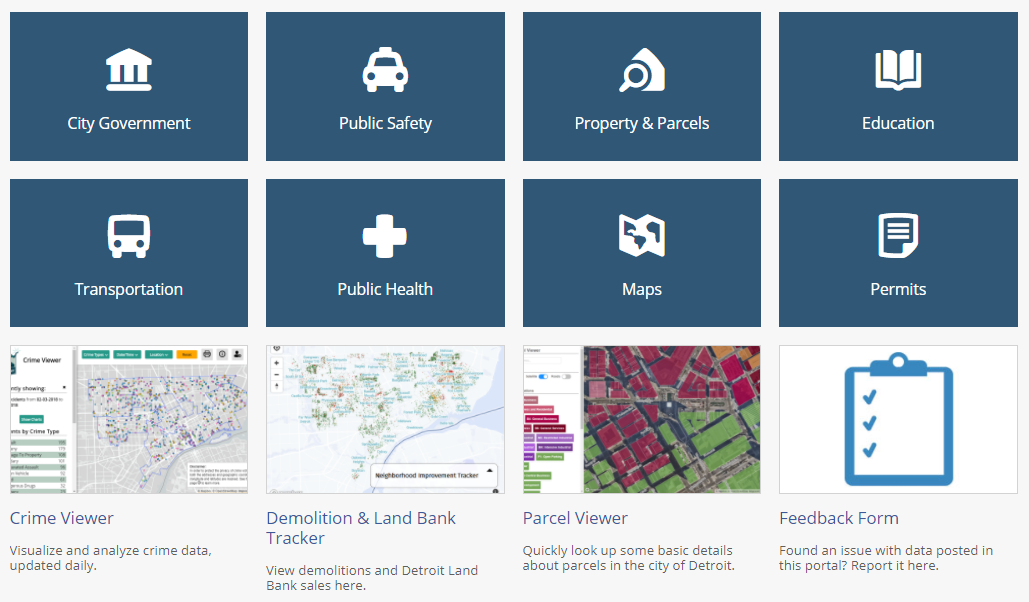 City Government
Public Safety
Property & Parcels
Education
Transportation
Public Health
Maps
Permits
Crime Viewer
Neighborhood Improvement Tracker
Crime Viewer
Visualize and analyze crime data,
updated daily.
Demolition & Land Bank
Tracker
View demolitions and Detroit Land
Bank sales here.
Parcel Viewer
Quickly look up some basic details
about parcels in the city of Detroit.
Feedback Form
Found an issue with data posted in
this portal? Report it here.